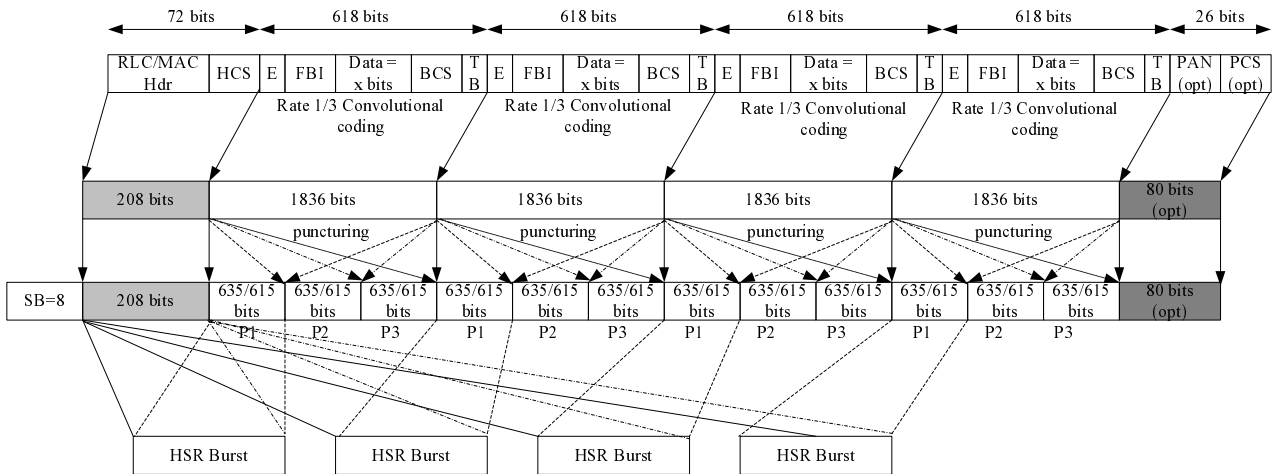 72 bits 618 bits 618 bits 618 bits 618 bits 26 bits
RLC/MAC Hdr HCS E FBI Data = x bits BCS T B E FBI Data = x bits BCS T B E FBI Data = x bits BCS T B E FBI Data = x bits BCS T B PAN (opt) PCS (opt)
Rate 1/3 Convolutional coding Rate 1/3 Convolutional coding Rate 1/3 Convolutional coding Rate 1/3 Convolutional coding
208 bits 1836 bits 1836 bits 1836 bits 1836 bits 80 bits (opt)
puncturing puncturing puncturing puncturing
SB=8 208 bits 635/615 bits 635/615 bits 635/615 bits 635/615 bits 635/615 bits 635/615 bits 635/615 bits 635/615 bits 635/615 bits 635/615 bits 635/615 bits 635/615 bits 80 bits (opt)
P1 P2 P3 P1 P2 P3 P1 P2 P3 P1 P2 P3
HSR Burst HSR Burst HSR Burst HSR Burst